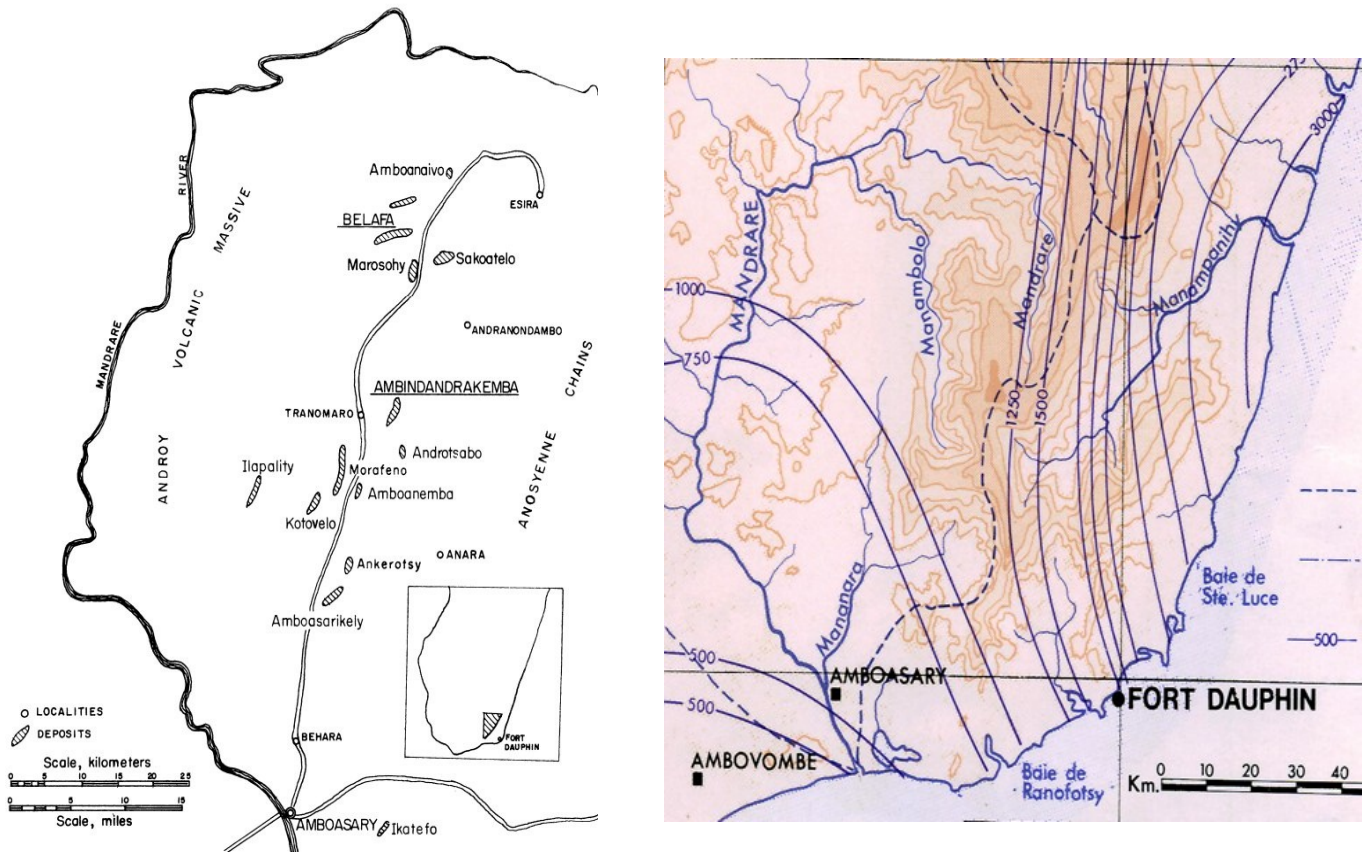 RIVER
MANDRARE
MASSIVE
VOLCANIC
ANDROY
Amboanaivo
ESIRA
BELAFA
Marosohy
Sakoatelo
ANDRANONDAMBO
AMBINDANDRAKEMBA
TRANOMARO
Androtsabo
Ilapality
Morafeno
Amboanemba
Kotovelo
ANOSYENNE
CHAINS
Ankerotsy
ANARA
Amboasarikely
FORT
DAUPHIN
LOCALITIES
DEPOSITS
BEHARA
Scale, kilometers
0 5 10 15 20 25
0 5 10 15
Scale, miles
AMBOASARY
Ikatefo
275
3000
MANDRARE
Manambolo
Mandrare
Manampanihy
1000
750
1250
1500
Mananara
Baie de
Ste. Luce
500
500
500
AMBOASARY
FORT DAUPHIN
AMBOVOMBE
Baie de
Ranofotsy
Km.
0 10 20 30 40